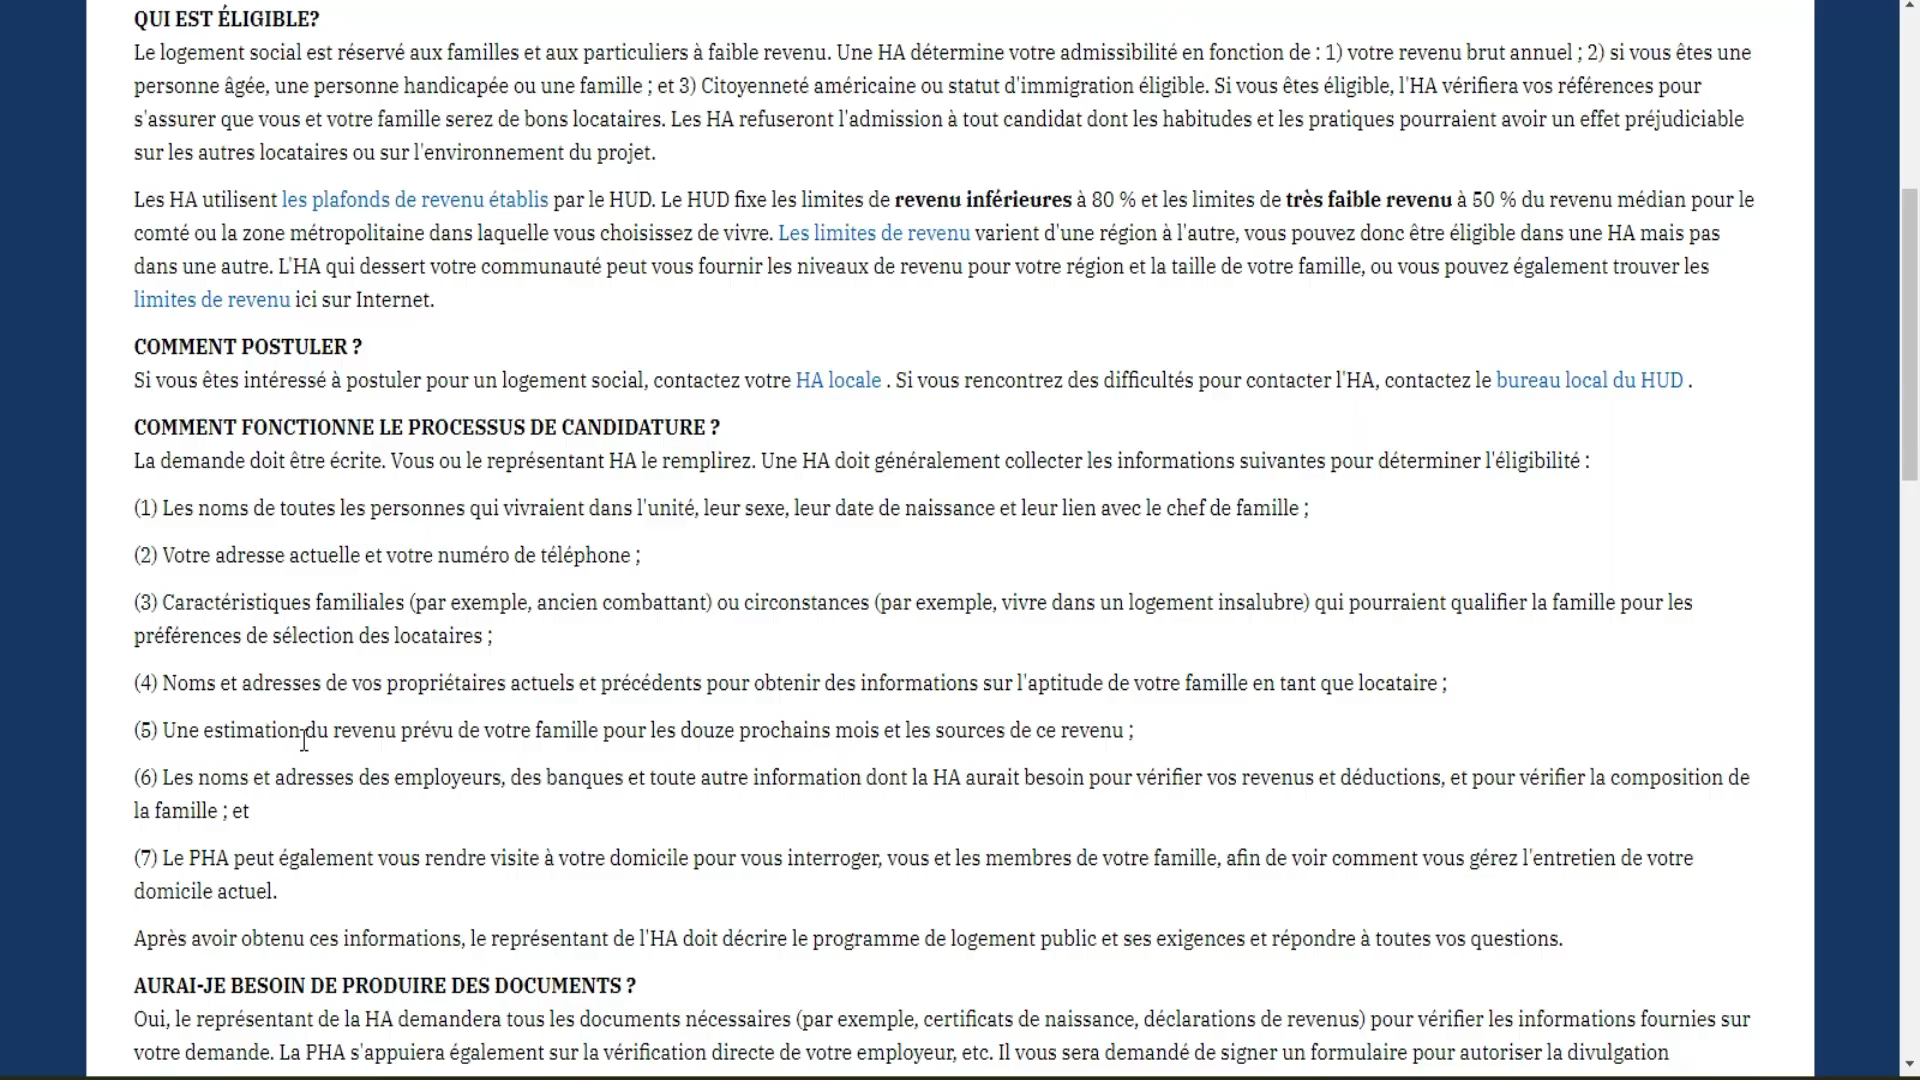 QUI EST ÉLIGIBLE?
Le logement social est réservé aux familles et aux particuliers à faible revenu. Une HA détermine votre admissibilité en fonction de : 1) votre revenu brut annuel ; 2) si vous êtes une
personne âgée, une personne handicapée ou une famille ; et 3) Citoyenneté américaine ou statut d'immigration éligible. Si vous êtes éligible, l'HA vérifiera vos références pour
s'assurer que vous et votre famille serez de bons locataires. Les HA refuseront l'admission à tout candidat dont les habitudes et les pratiques pourraient avoir un effet préjudiciable
sur les autres locataires ou sur l'environnement du projet.
Les HA utilisent les plafonds de revenu établis par le HUD. Le HUD fixe les limites de revenu inférieures à 80 % et les limites de très faible revenu à 50 % du revenu médian pour le
comté ou la zone métropolitaine dans laquelle vous choisissez de vivre. Les limites de revenu varient d'une région à l'autre, vous pouvez donc être éligible dans une HA mais pas
dans une autre. L'HA qui dessert votre communauté peut vous fournir les niveaux de revenu pour votre région et la taille de votre famille, ou vous pouvez également trouver les
limites de revenu ici sur Internet.
COMMENT POSTULER ?
Si vous êtes intéressé à postuler pour un logement social, contactez votre HA locale . Si vous rencontrez des difficultés pour contacter l'HA, contactez le bureau local du HUD .
COMMENT FONCTIONNE LE PROCESSUS DE CANDIDATURE ?
La demande doit être écrite. Vous ou le représentant HA le remplirez. Une HA doit généralement collecter les informations suivantes pour déterminer l'éligibilité :
(1) Les noms de toutes les personnes qui vivraient dans l'unité, leur sexe, leur date de naissance et leur lien avec le chef de famille ;
(2) Votre adresse actuelle et votre numéro de téléphone ;
(3) Caractéristiques familiales (par exemple, ancien combattant) ou circonstances (par exemple, vivre dans un logement insalubre) qui pourraient qualifier la famille pour les
préférences de sélection des locataires ;
(4) Noms et adresses de vos propriétaires actuels et précédents pour obtenir des informations sur l'aptitude de votre famille en tant que locataire ;
(5) Une estimation du revenu prévu de votre famille pour les douze prochains mois et les sources de ce revenu ;
(6) Les noms et adresses des employeurs, des banques et toute autre information dont la HA aurait besoin pour vérifier vos revenus et déductions, et pour vérifier la composition de
la famille ; et
(7) Le PHA peut également vous rendre visite à votre domicile pour vous interroger, vous et les membres de votre famille, afin de voir comment vous gérez l'entretien de votre
domicile actuel.
Après avoir obtenu ces informations, le représentant de l'HA doit décrire le programme de logement public et ses exigences et répondre à toutes vos questions.
AURAI-JE BESOIN DE PRODUIRE DES DOCUMENTS ?
Oui, le représentant de la HA demandera tous les documents nécessaires (par exemple, certificats de naissance, déclarations de revenus) pour vérifier les informations fournies sur
votre demande. La PHA s'appuiera également sur la vérification directe de votre employeur, etc. Il vous sera demandé de signer un formulaire pour autoriser la divulgation